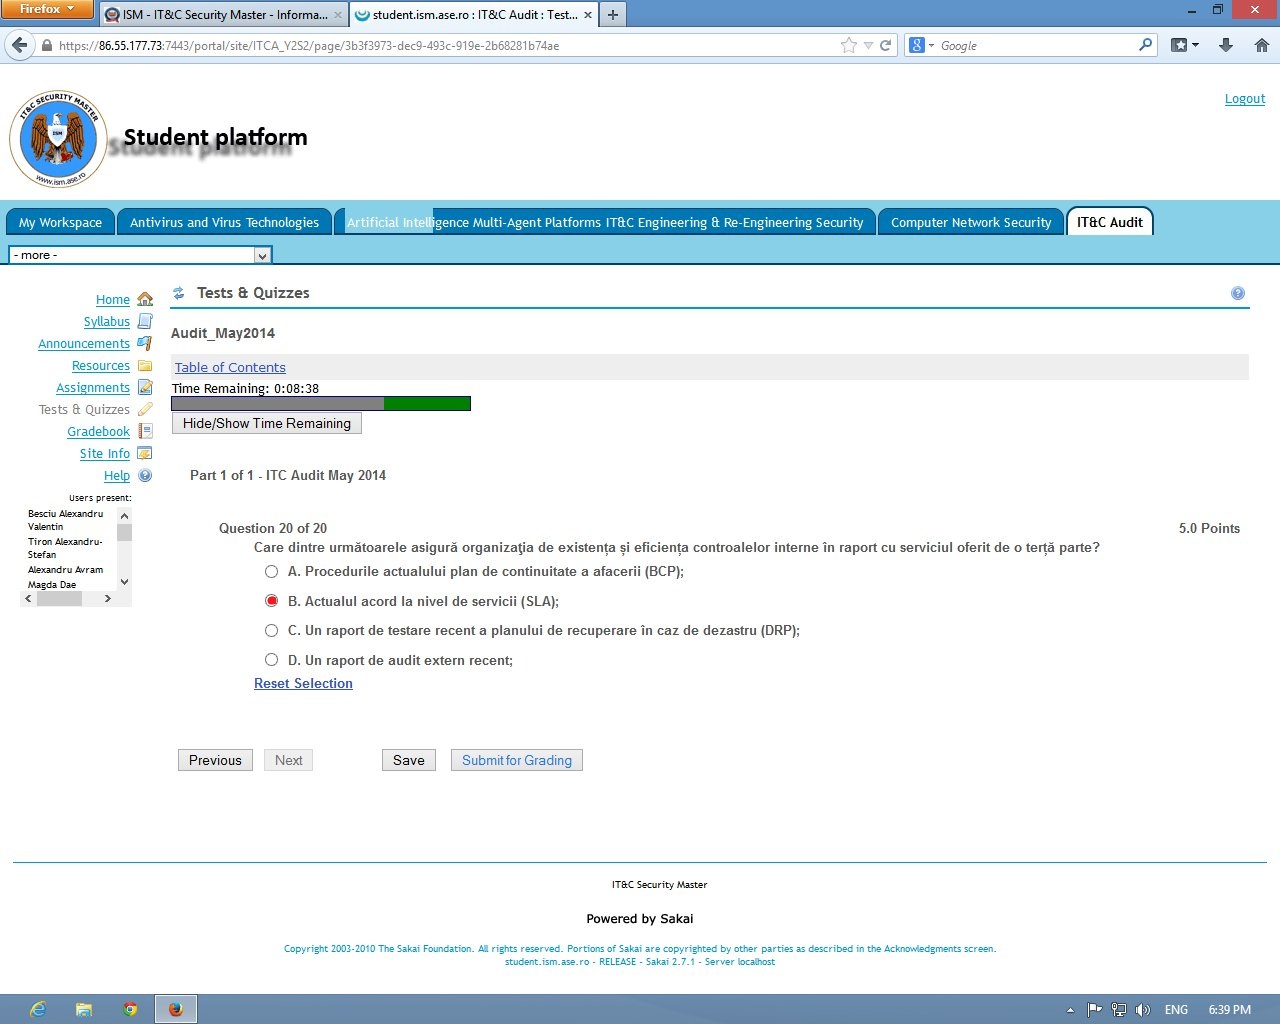 Firefox
ISM - IT&C Security Master - Informa...
student.ism.ase.ro : IT&C Audit : Test...
https://86.55.177.73:7443/portal/site/ITCA_Y2S2/page/3b3f3973-dec9-493c-919e-2b68281b74ae
Google
Logout
IT&C SECURITY MASTER
ISM
www.ism.ase.ro
Student platform
My Workspace
Antivirus and Virus Technologies
Artificial Intelligence Multi-Agent Platforms IT&C Engineering & Re-Engineering Security
Computer Network Security
IT&C Audit
- more -
Home
Syllabus
Announcements
Resources
Assignments
Tests & Quizzes
Gradebook
Site Info
Help
Users present:
Besciu Alexandru
Valentin
Tiron Alexandru-
Stefan
Alexandru Avram
Magda Dae
Tests & Quizzes
Audit_May2014
Table of Contents
Time Remaining: 0:08:38
Hide/Show Time Remaining
Part 1 of 1 - ITC Audit May 2014
Question 20 of 20
5.0 Points
Care dintre următoarele asigură organizaţia de existența și eficiența controalelor interne în raport cu serviciul oferit de o terță parte?
A. Procedurile actualului plan de continuitate a afacerii (BCP);
B. Actualul acord la nivel de servicii (SLA);
C. Un raport de testare recent a planului de recuperare în caz de dezastru (DRP);
D. Un raport de audit extern recent;
Reset Selection
Previous
Next
Save
Submit for Grading
IT&C Security Master
Powered by Sakai
Copyright 2003-2010 The Sakai Foundation. All rights reserved. Portions of Sakai are copyrighted by other parties as described in the Acknowledgments screen.
student.ism.ase.ro - RELEASE - Sakai 2.7.1 - Server localhost
ENG
6:39 PM